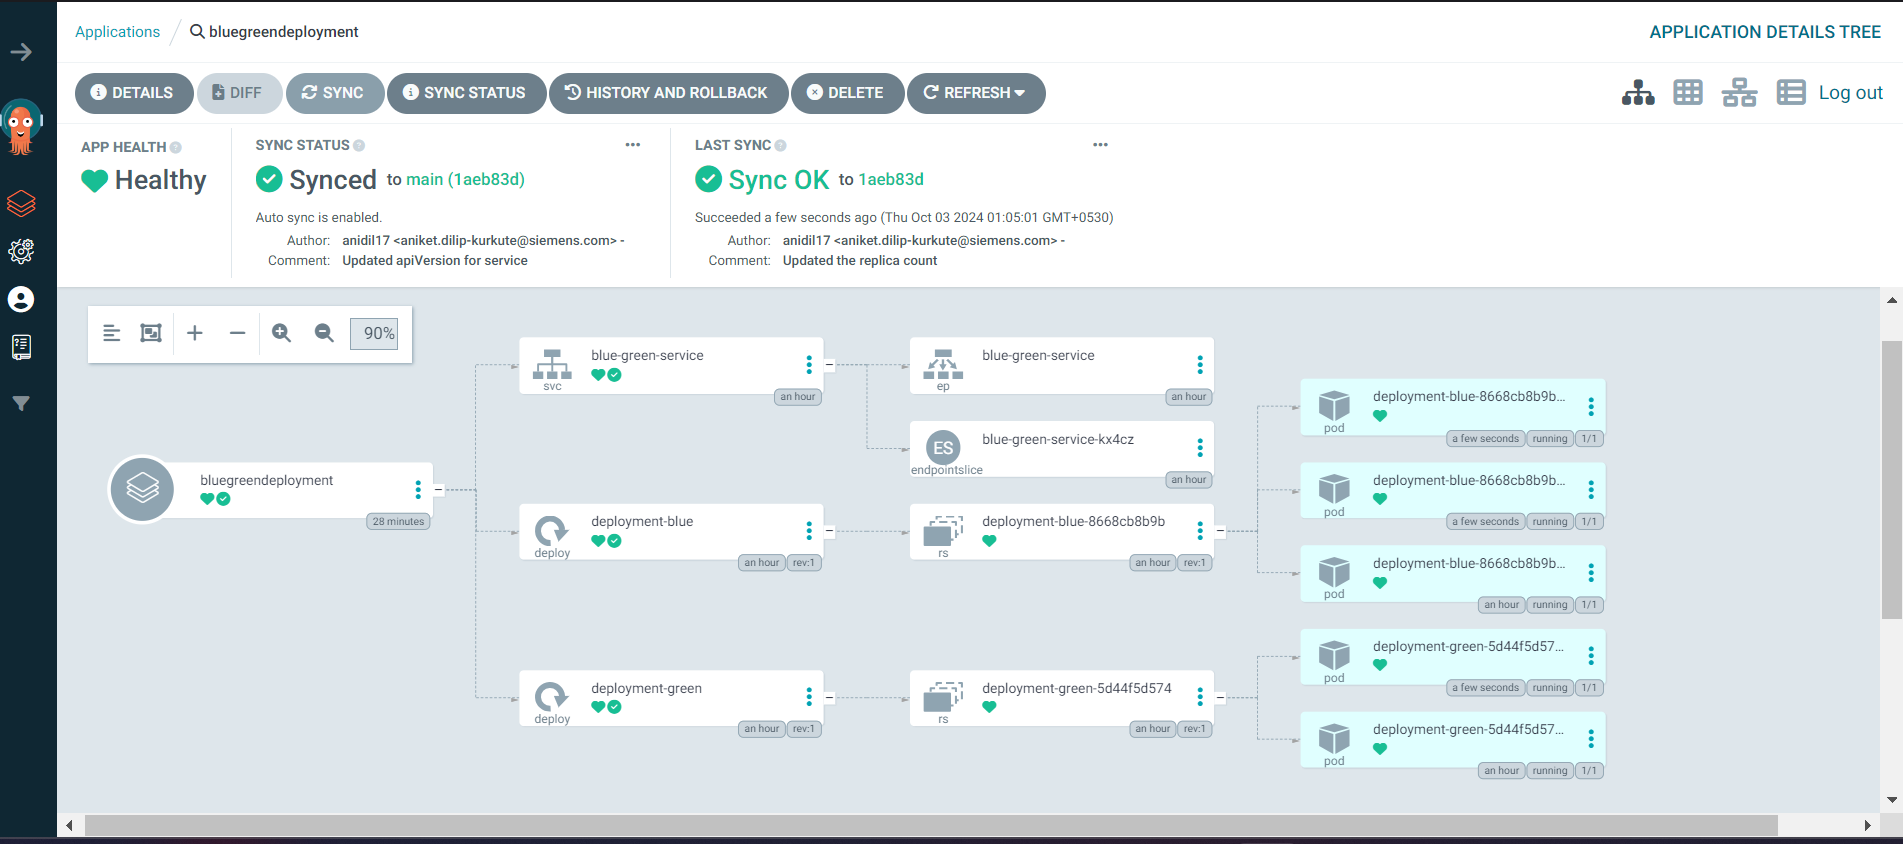 Applications / bluegreendeployment
APPLICATION DETAILS TREE
DETAILS
DIFF
SYNC
SYNC STATUS
HISTORY AND ROLLBACK
DELETE
REFRESH
Log out
APP HEALTH
Healthy
SYNC STATUS
Synced to main (1aeb83d)
Auto sync is enabled.
Author: anidil17 <aniket.dilip-kurkute@siemens.com> -
Comment: Updated apiVersion for service
LAST SYNC
Sync OK to 1aeb83d
Succeeded a few seconds ago (Thu Oct 03 2024 01:05:01 GMT+0530)
Author: anidil17 <aniket.dilip-kurkute@siemens.com> -
Comment: Updated the replica count
90%
bluegreendeployment
28 minutes
blue-green-service
svc
an hour
deployment-blue
deploy
an hour rev:1
deployment-green
deploy
an hour rev:1
blue-green-service
ep
an hour
ES
blue-green-service-kx4cz
endpointslice
an hour
deployment-blue-8668cb8b9b
rs
an hour rev:1
deployment-green-5d44f5d574
rs
an hour rev:1
deployment-blue-8668cb8b9b...
pod
a few seconds running 1/1
deployment-blue-8668cb8b9b...
pod
a few seconds running 1/1
deployment-blue-8668cb8b9b...
pod
an hour running 1/1
deployment-green-5d44f5d57...
pod
a few seconds running 1/1
deployment-green-5d44f5d57...
pod
an hour running 1/1